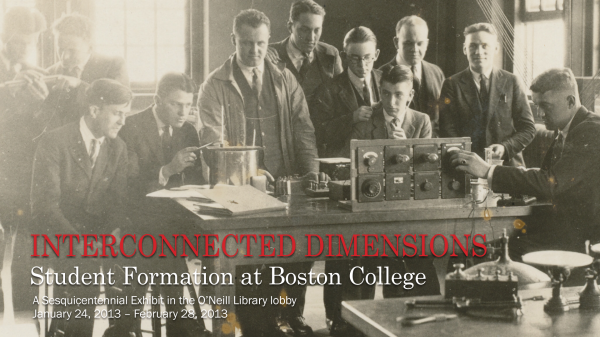 INTERCONNECTED DIMENSIONS
Student Formation at Boston College
A Sesquicentennial Exhibit in the O'Neill Library lobby
January 24, 2013 – February 28, 2013